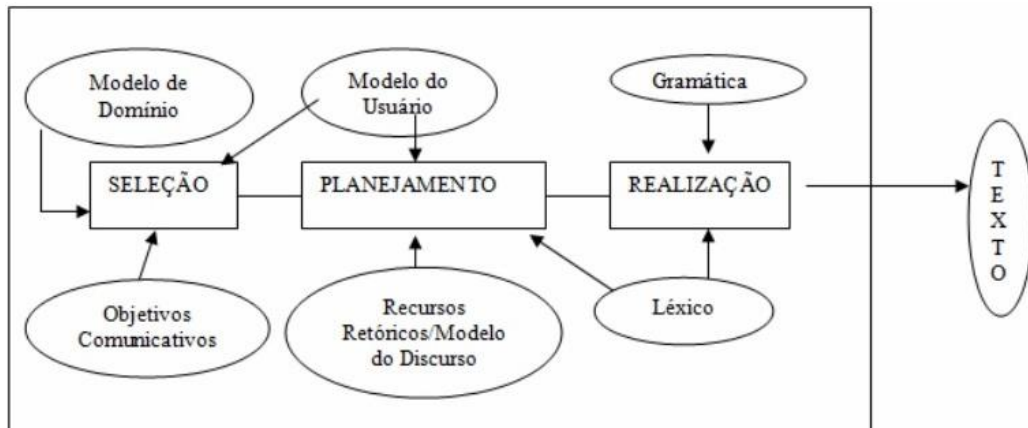 Modelo de
Domínio
Modelo do
Usuário
Gramática
SELEÇÃO
PLANEJAMENTO
REALIZAÇÃO
Objetivos
Comunicativos
Recursos
Retóricos/Modelo
do Discurso
Léxico
T
E
X
T
O